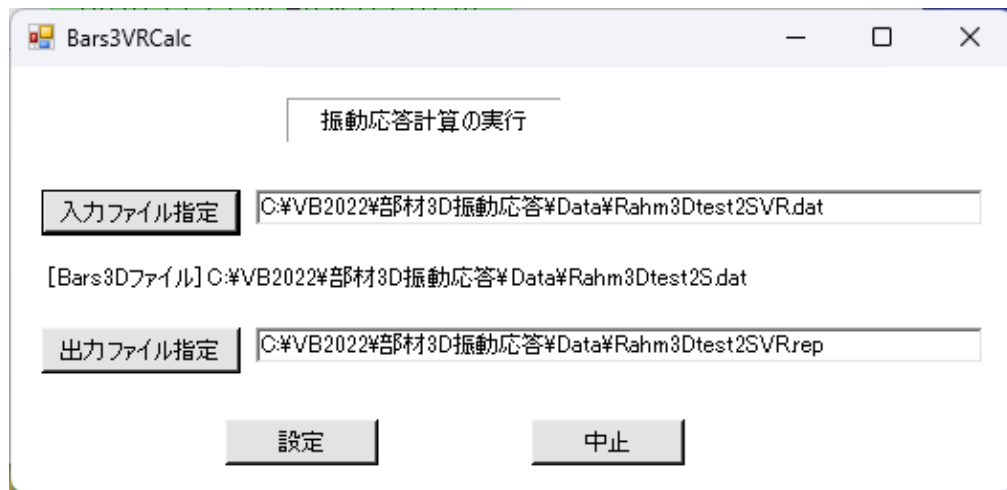 Bars3VRCalc
振動応答計算の実行
入力ファイル指定 C:¥VB2022¥部材3D振動応答¥Data¥Rahm3Dtest2SVR.dat
[Bars3Dファイル] C:¥VB2022¥部材3D振動応答¥Data¥Rahm3Dtest2S.dat
出力ファイル指定 C:¥VB2022¥部材3D振動応答¥Data¥Rahm3Dtest2SVR.rep
設定 中止